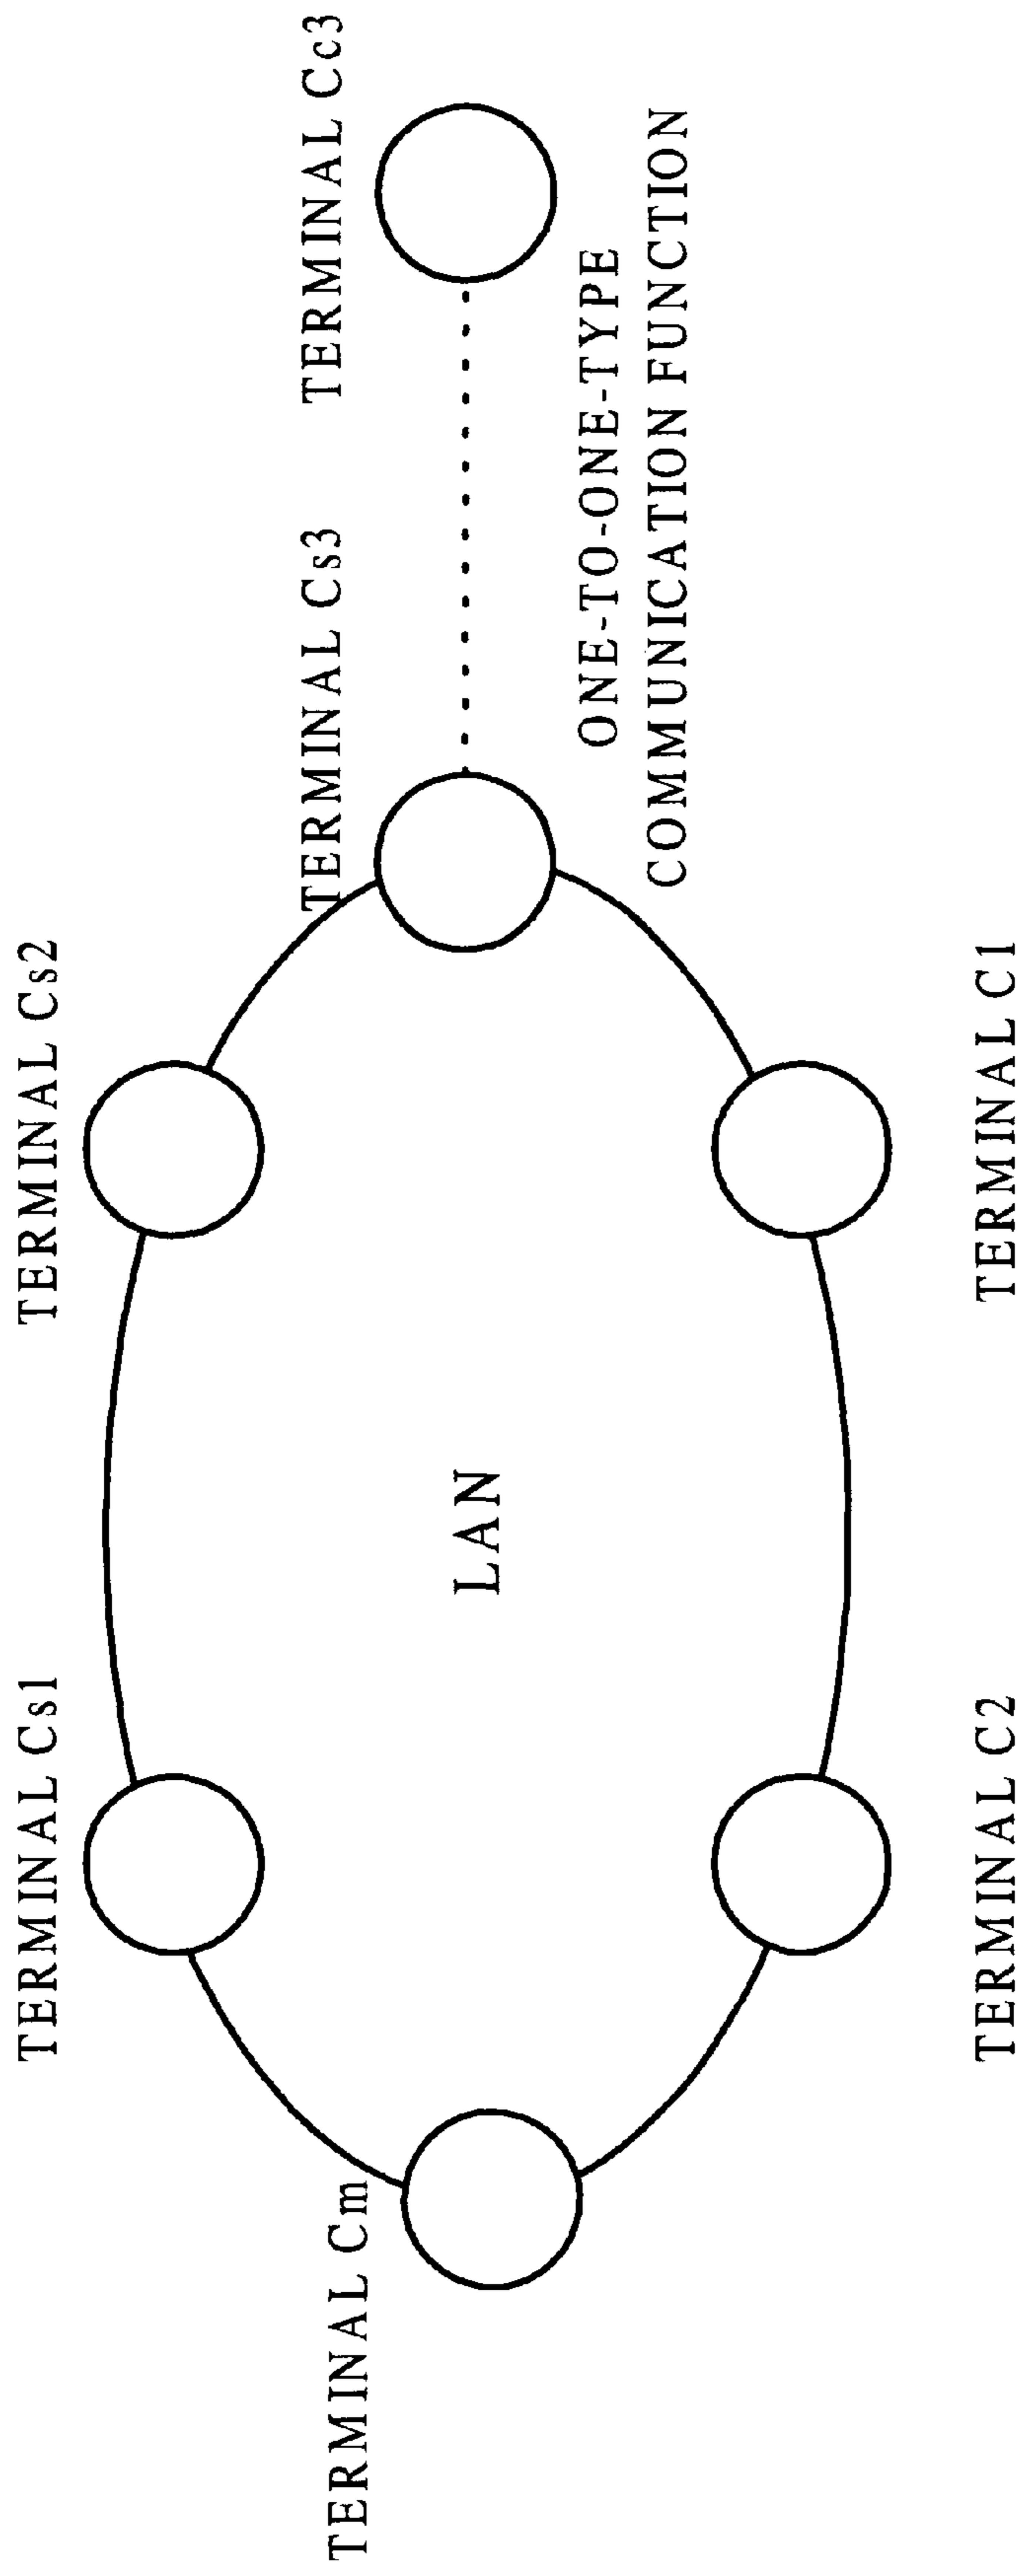 TERMINAL Cs1
TERMINAL Cs2
TERMINAL Cm
TERMINAL Cs3
TERMINAL Cc3
LAN
ONE-TO-ONE-TYPE
COMMUNICATION FUNCTION
TERMINAL C2
TERMINAL C1